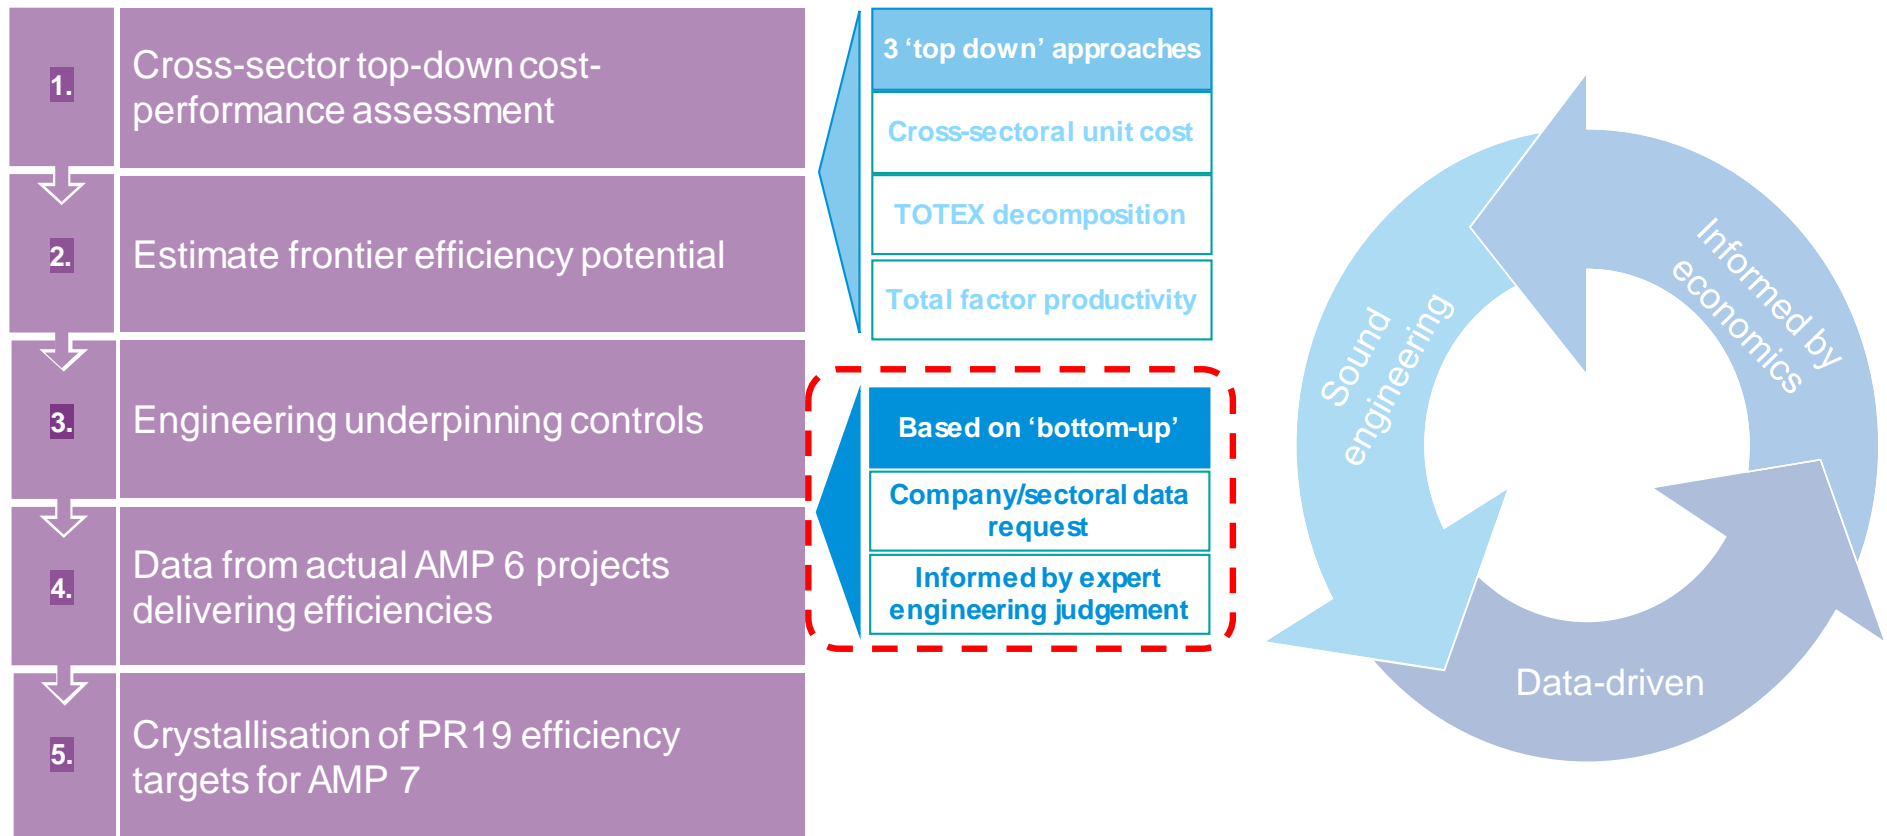 1.
Cross-sector top-down cost-
performance assessment
2.
Estimate frontier efficiency potential
3.
Engineering underpinning controls
4.
Data from actual AMP 6 projects
delivering efficiencies
5.
Crystallisation of PR19 efficiency
targets for AMP 7
3 ‘top down’ approaches
Cross-sectoral unit cost
TOTEX decomposition
Total factor productivity
Based on ‘bottom-up’
Company/sectoral data
request
Informed by expert
engineering judgement
Sound
engineering
Informed by
economics
Data-driven